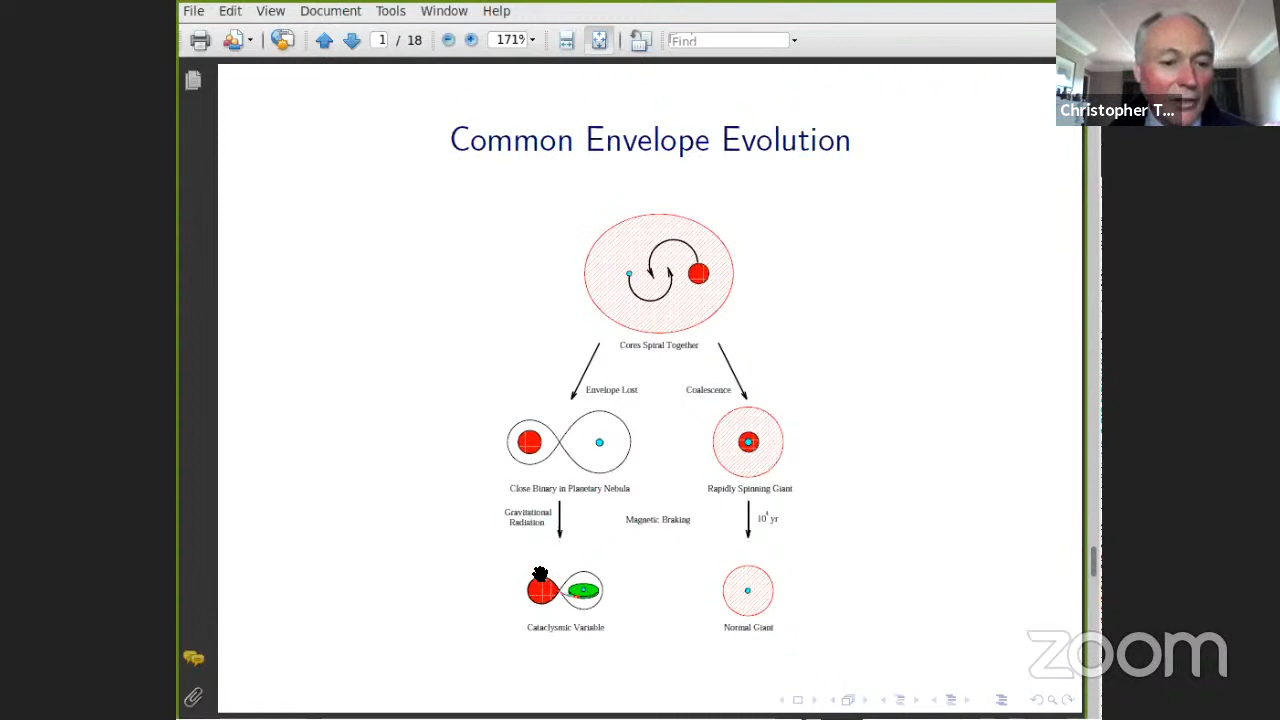 File Edit View Document Tools Window Help
1 / 18 171% Find
Christopher T...
Common Envelope Evolution
Cores Spiral Together
Envelope Lost Coalescence
Close Binary in Planetary Nebula Rapidly Spinning Giant
Gravitational
Radiation
Magnetic Braking
10⁴ yr
Cataclysmic Variable Normal Giant
zoom